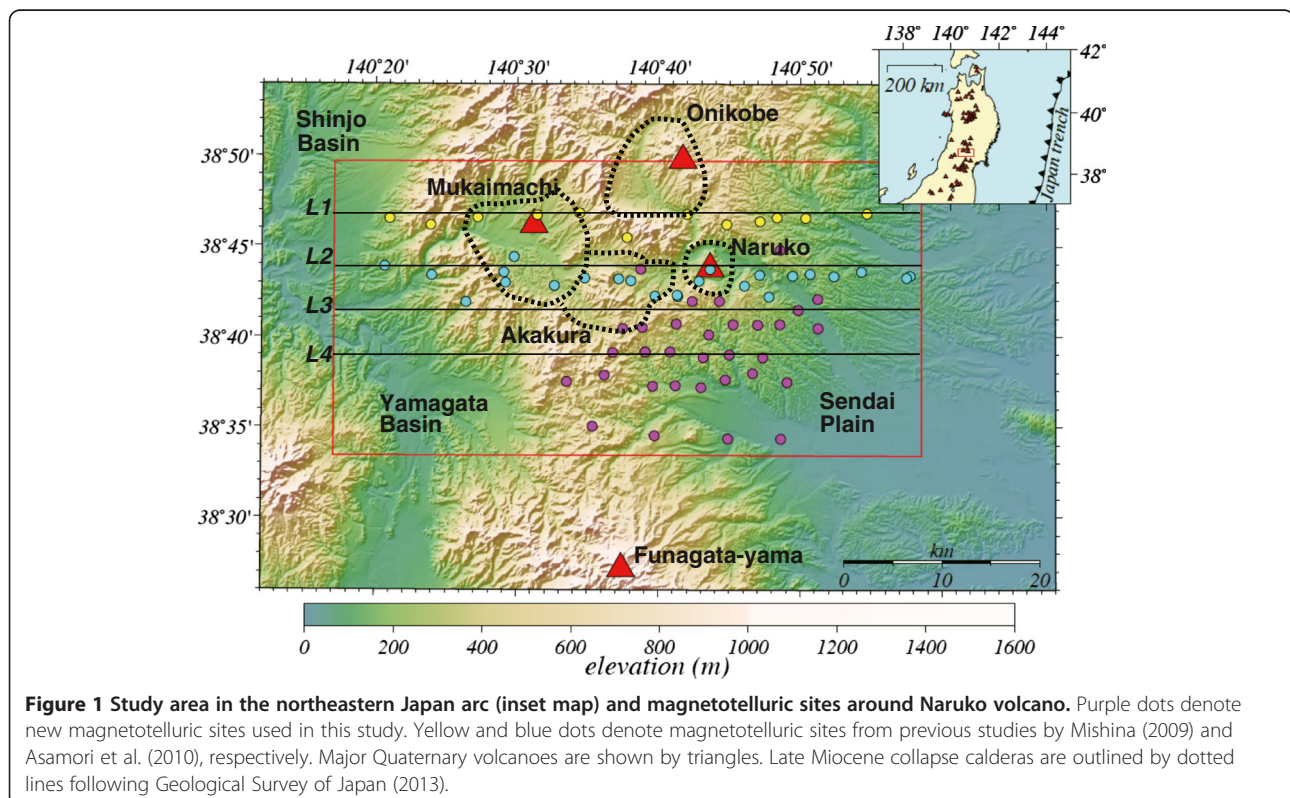 138° 140° 142° 144°
42°
200 km
40°
38°
Japan trench
140°20' 140°30' 140°40' 140°50'
Onikobe
Shinjo
Basin
38°50'
Mukaimachi
L1
38°45'
L2
Naruko
L3
38°40'
Akakura
L4
Yamagata
Basin
Sendai
Plain
38°35'
38°30'
Funagata-yama
km
0 10 20
0 200 400 600 800 1000 1200 1400 1600
elevation (m)
Figure 1 Study area in the northeastern Japan arc (inset map) and magnetotelluric sites around Naruko volcano. Purple dots denote
new magnetotelluric sites used in this study. Yellow and blue dots denote magnetotelluric sites from previous studies by Mishina (2009) and
Asamori et al. (2010), respectively. Major Quaternary volcanoes are shown by triangles. Late Miocene collapse calderas are outlined by dotted
lines following Geological Survey of Japan (2013).